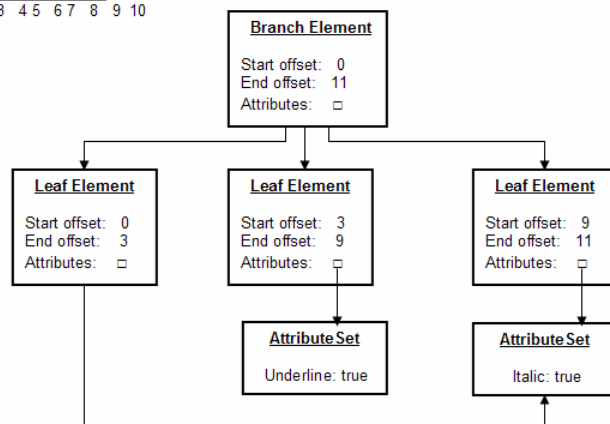 3 4 5 6 7 8 9 10
Branch Element
Start offset: 0
End offset: 11
Attributes:
Leaf Element
Start offset: 0
End offset: 3
Attributes:
Leaf Element
Start offset: 3
End offset: 9
Attributes:
Leaf Element
Start offset: 9
End offset: 11
Attributes:
AttributeSet
Underline: true
AttributeSet
Italic: true